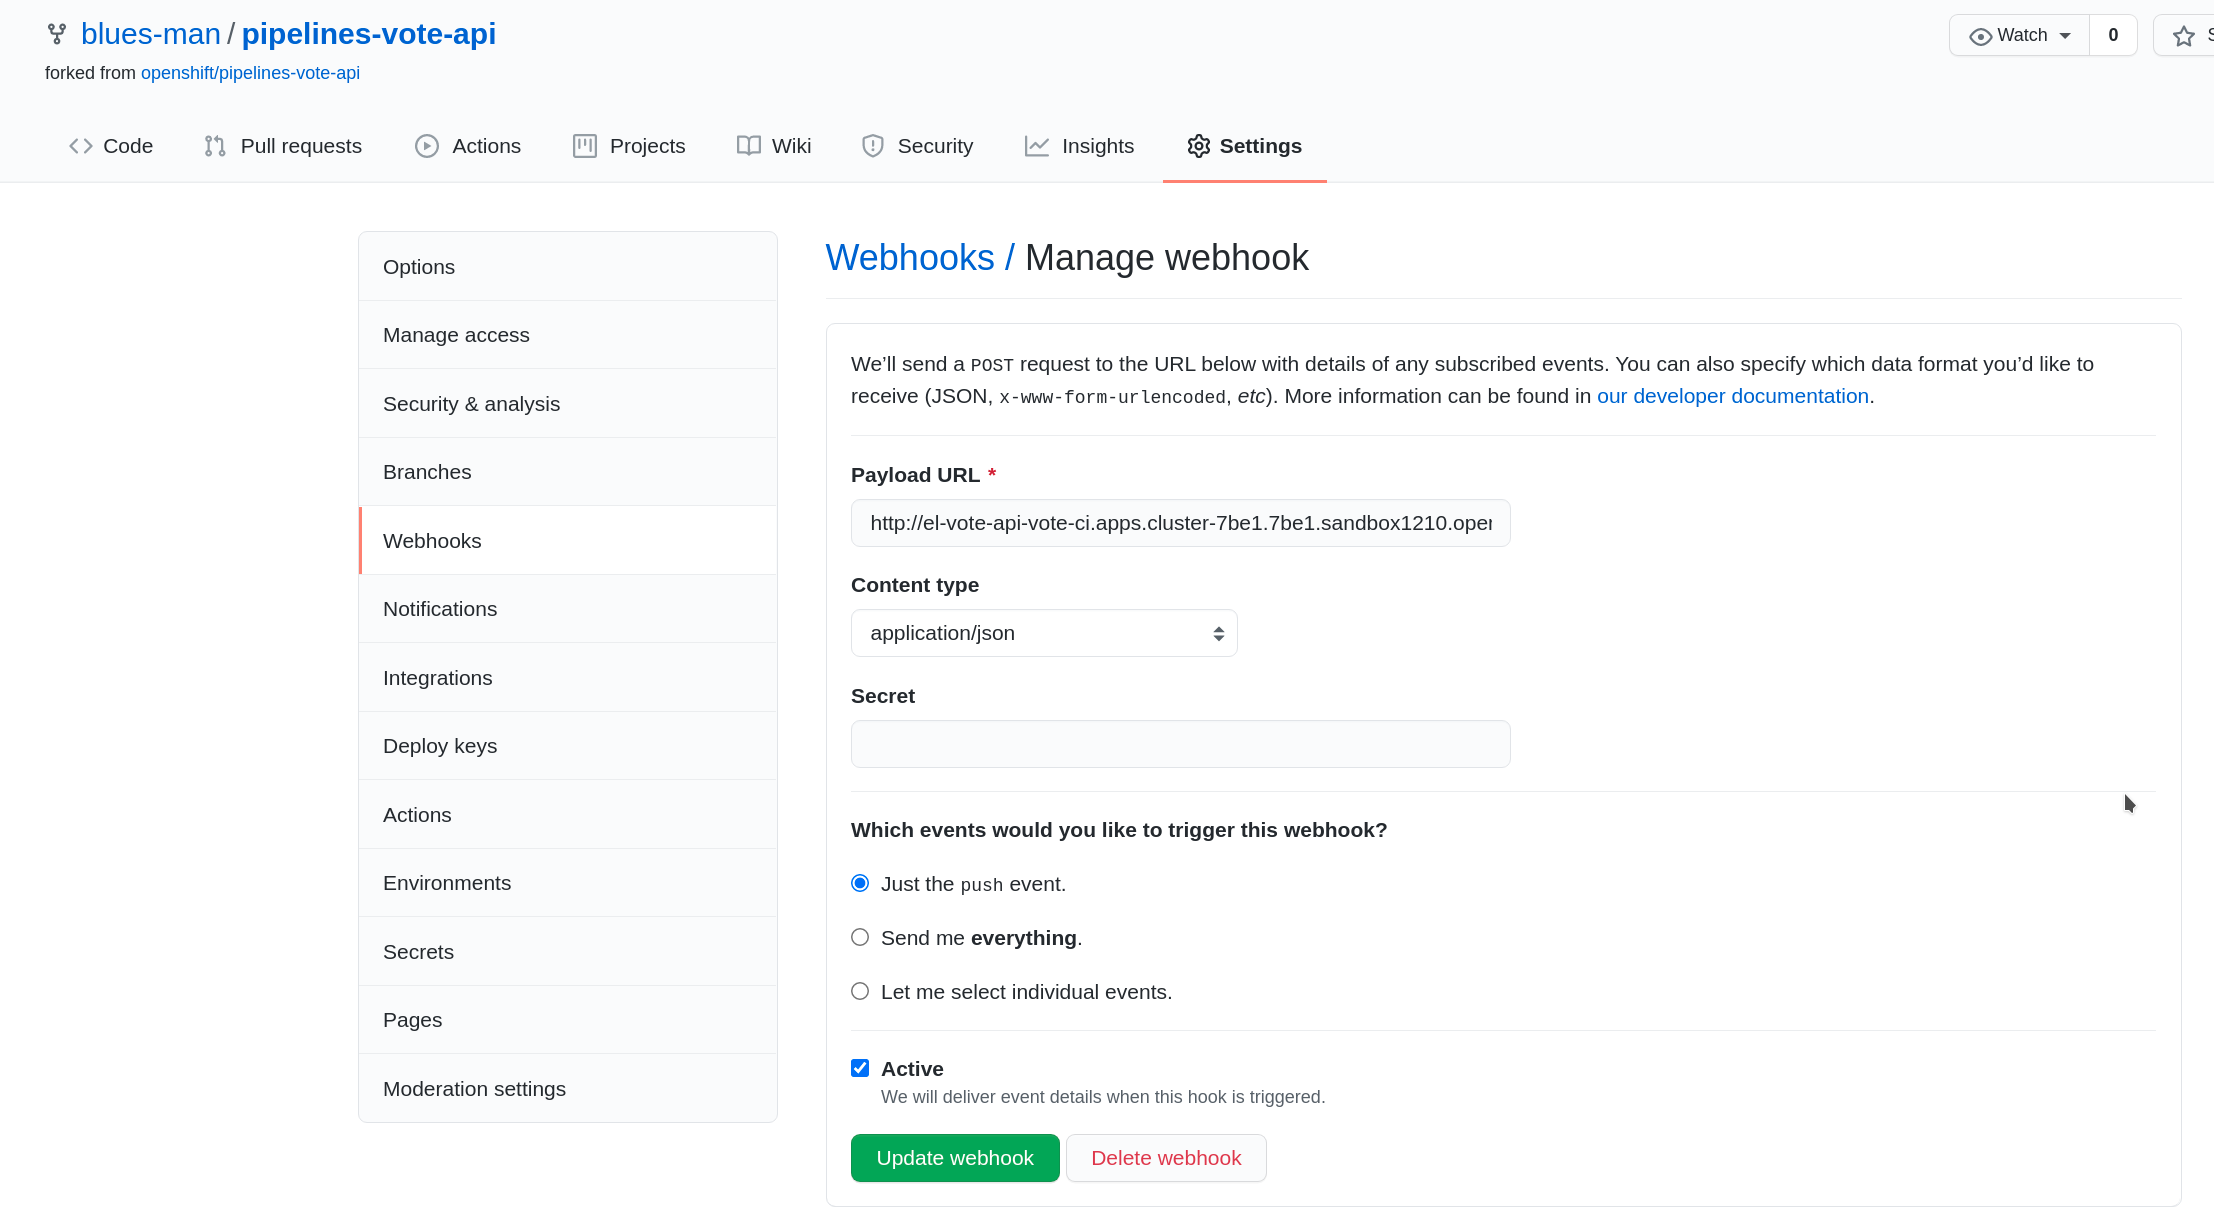 blues-man / pipelines-vote-api
Watch 0
forked from openshift/pipelines-vote-api
Code Pull requests Actions Projects Wiki Security Insights Settings
Options
Manage access
Security & analysis
Branches
Webhooks
Notifications
Integrations
Deploy keys
Actions
Environments
Secrets
Pages
Moderation settings
Webhooks / Manage webhook
We’ll send a POST request to the URL below with details of any subscribed events. You can also specify which data format you’d like to
receive (JSON, x-www-form-urlencoded, etc). More information can be found in our developer documentation.
Payload URL *
http://el-vote-api-vote-ci.apps.cluster-7be1.7be1.sandbox1210.oper
Content type
application/json
Secret
Which events would you like to trigger this webhook?
Just the push event.
Send me everything.
Let me select individual events.
Active
We will deliver event details when this hook is triggered.
Update webhook Delete webhook